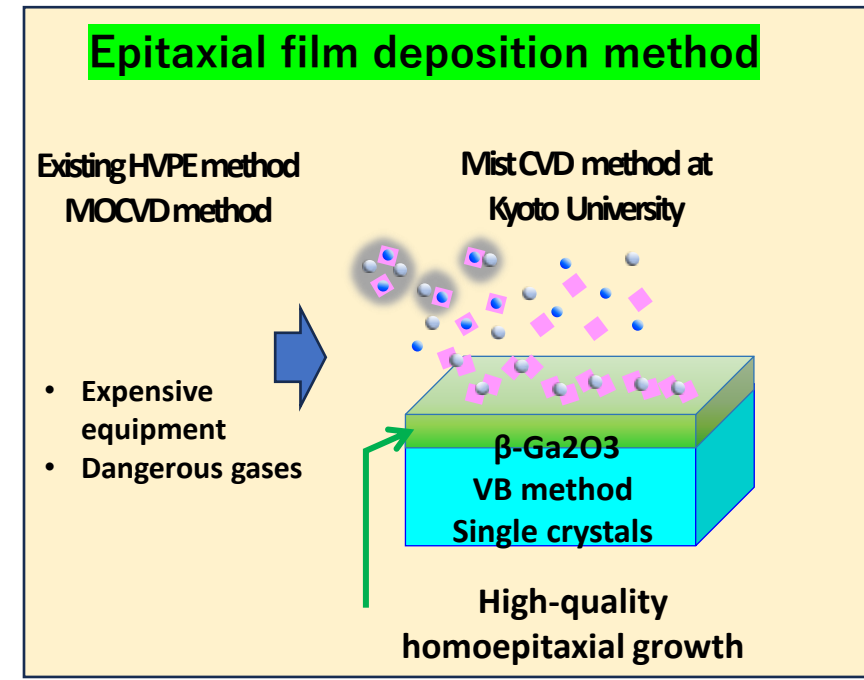 Epitaxial film deposition method
Existing HVPE method
MOCVD method
• Expensive
equipment
• Dangerous gases
Mist CVD method at
Kyoto University
β-Ga2O3
VB method
Single crystals
High-quality
homoepitaxial growth